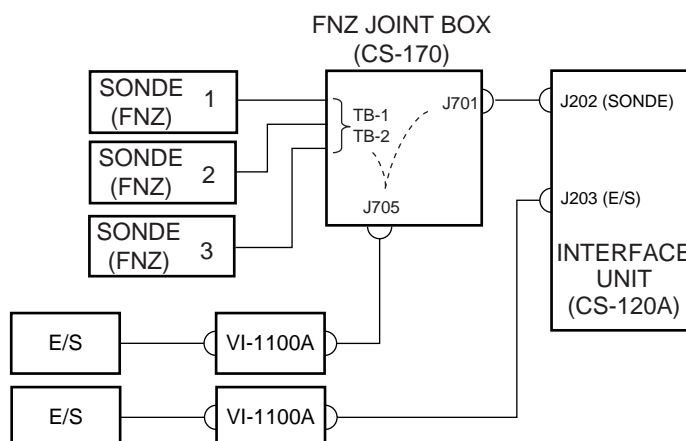 FNZ JOINT BOX
(CS-170)
SONDE
(FNZ)
1
SONDE
(FNZ)
2
SONDE
(FNZ)
3
TB-1
TB-2
J701
J705
J202 (SONDE)
J203 (E/S)
INTERFACE
UNIT
(CS-120A)
E/S
VI-1100A
E/S
VI-1100A